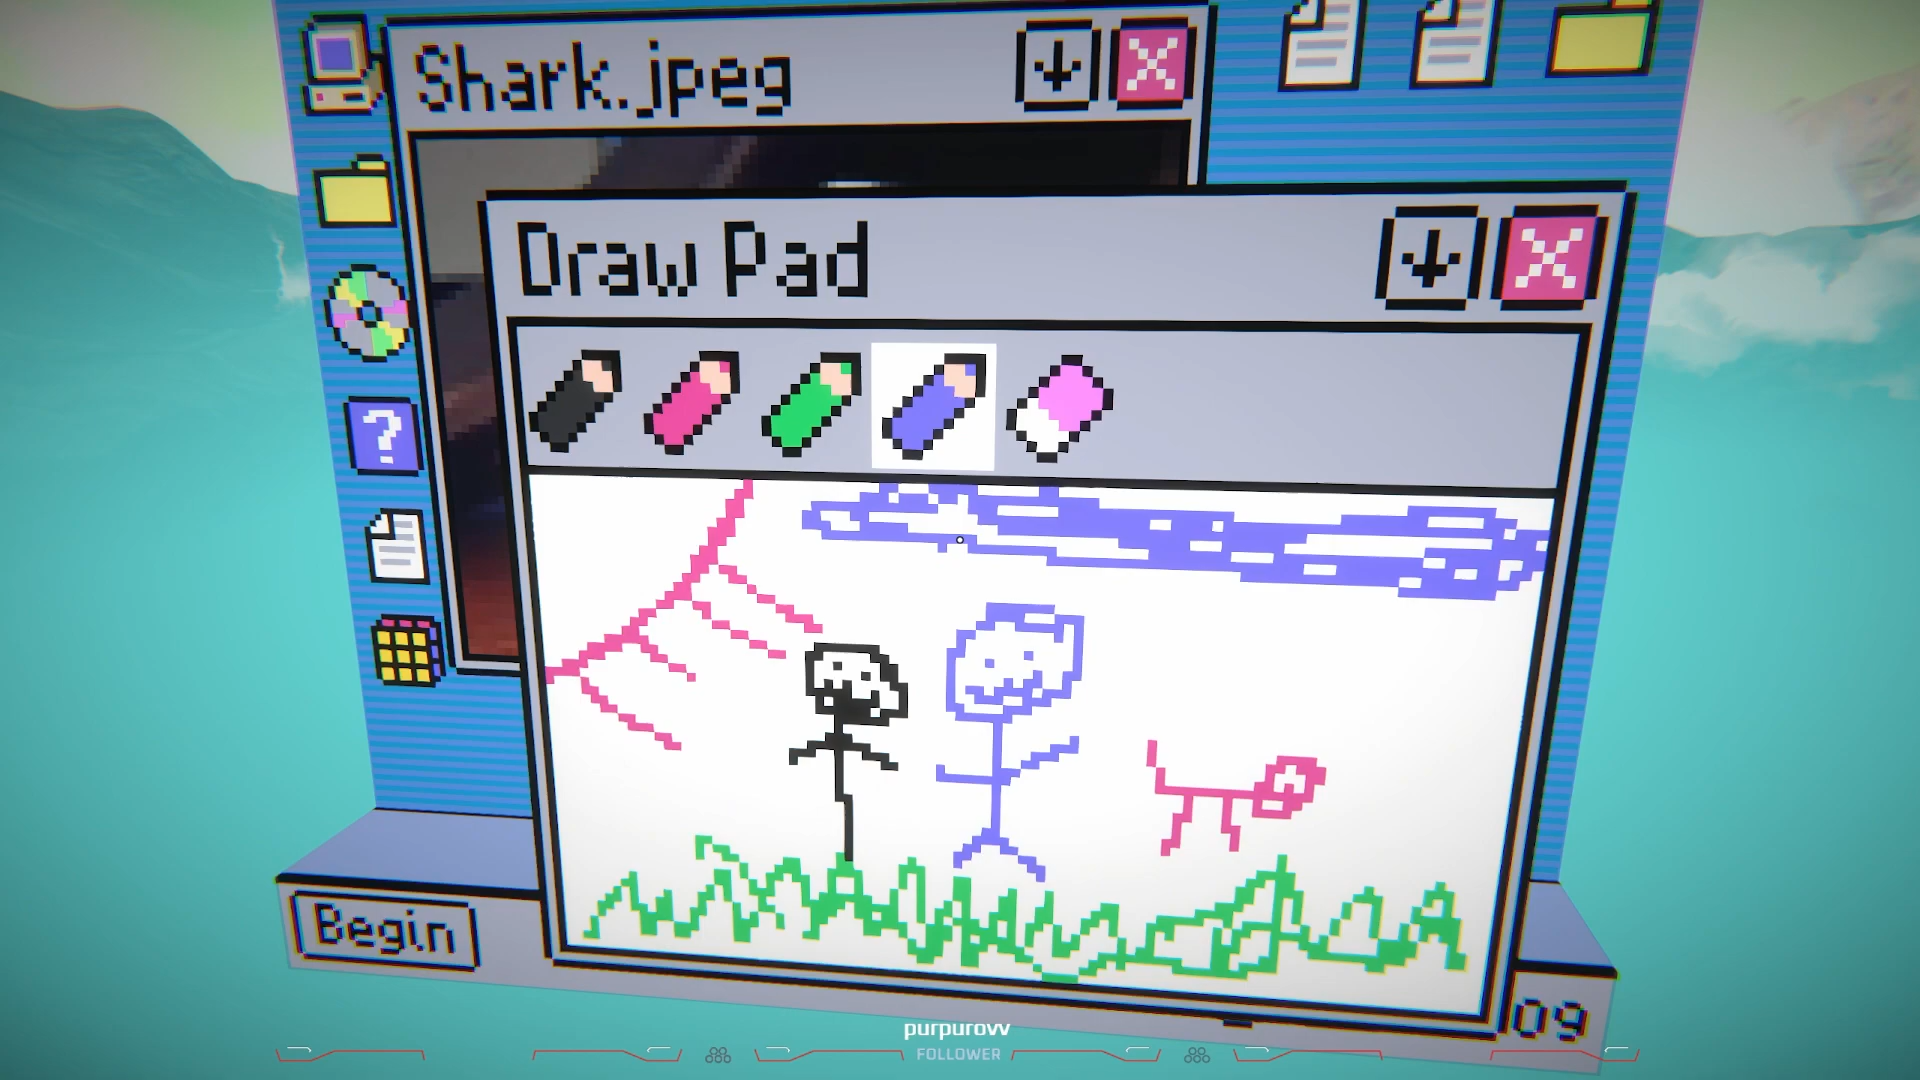 Shark.jpeg
Draw Pad
?
Begin
09
purpurovv
FOLLOWER